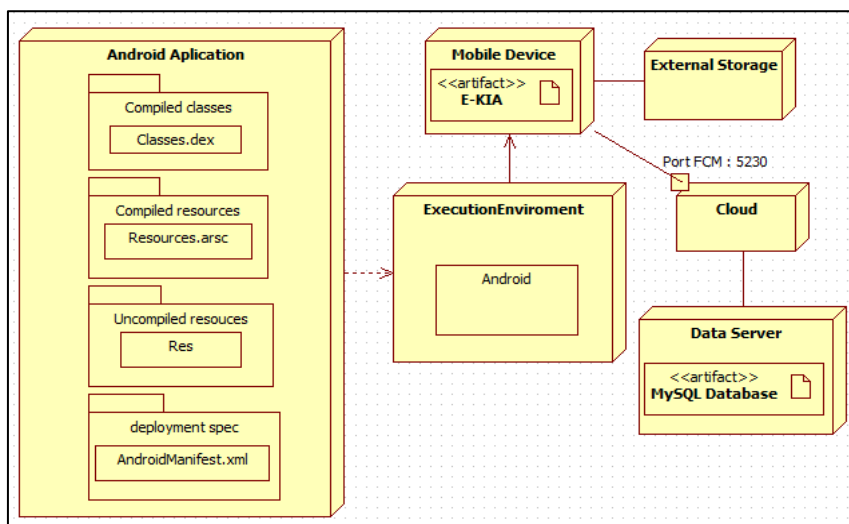 Android Aplication
Compiled classes
Classes.dex
Compiled resources
Resources.arsc
Uncompiled resouces
Res
deployment spec
AndroidManifest.xml
Mobile Device
<<artifact>>
E-KIA
External Storage
Port FCM : 5230
ExecutionEnviroment
Android
Cloud
Data Server
<<artifact>>
MySQL Database